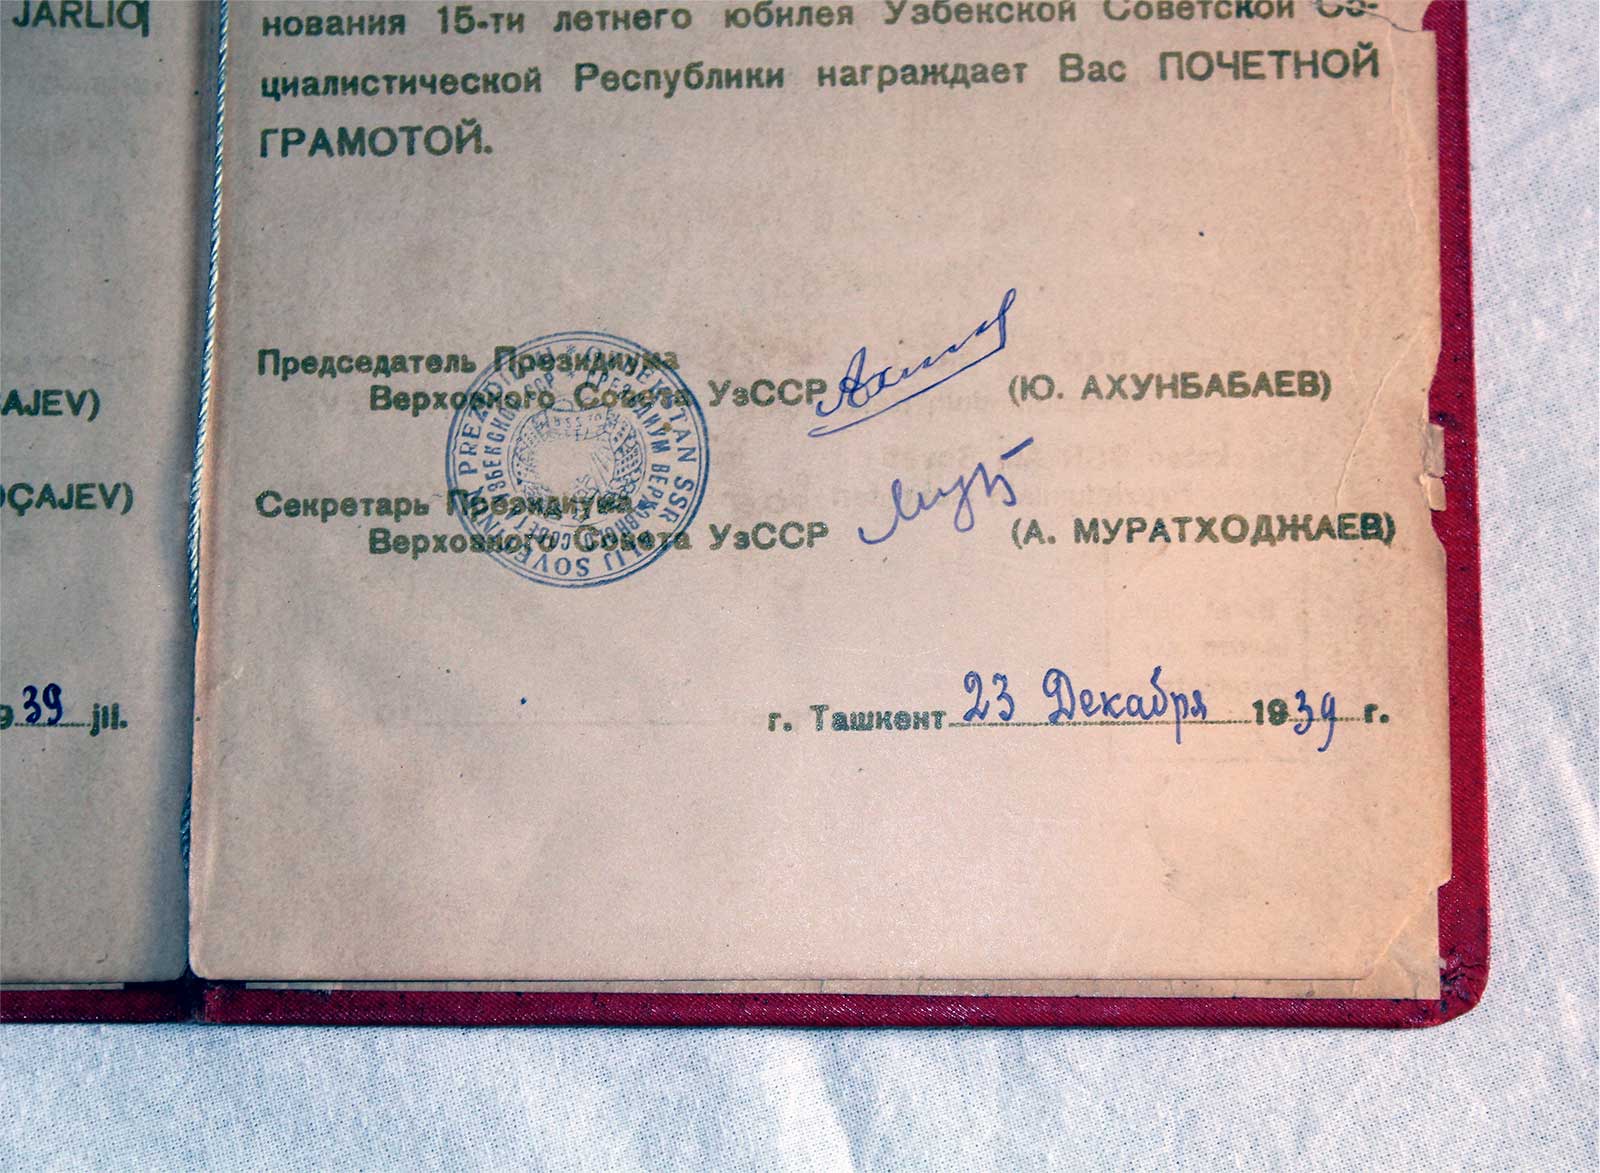 JARLIQ
AJEV)
OÇAJEV)
939 jil.
нования 15-ти летнего юбилея Узбекской Советской Со-
циалистической Республики награждает Вас ПОЧЕТНОЙ
ГРАМОТОЙ.
Председатель Президиума
Верховного Совета УзССР (Ю. АХУНБАБАЕВ)
Секретарь Президиума
Верховного Совета УзССР (А. МУРАТХОДЖАЕВ)
г. Ташкент 23 Декабря 1939 г.